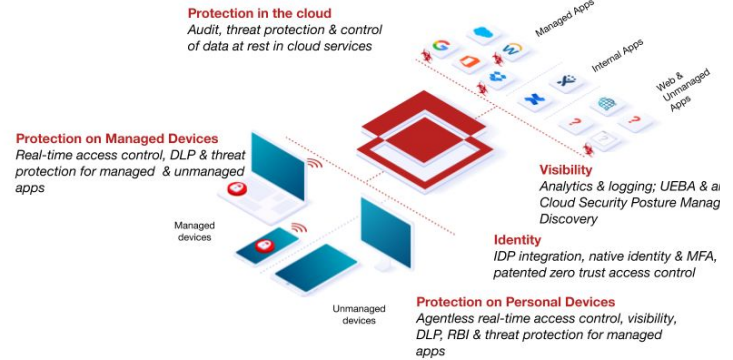 Protection in the cloud
Audit, threat protection & control
of data at rest in cloud services
Managed Apps
Internal Apps
Web &
Unmanaged
Apps
Protection on Managed Devices
Real-time access control, DLP & threat
protection for managed & unmanaged
apps
Visibility
Analytics & logging; UEBA &
Cloud Security Posture
Discovery
Managed
devices
Identity
IDP integration, native identity & MFA,
patented zero trust access control
Unmanaged
devices
Protection on Personal Devices
Agentless real-time access control, visibility,
DLP, RBI & threat protection for managed
apps